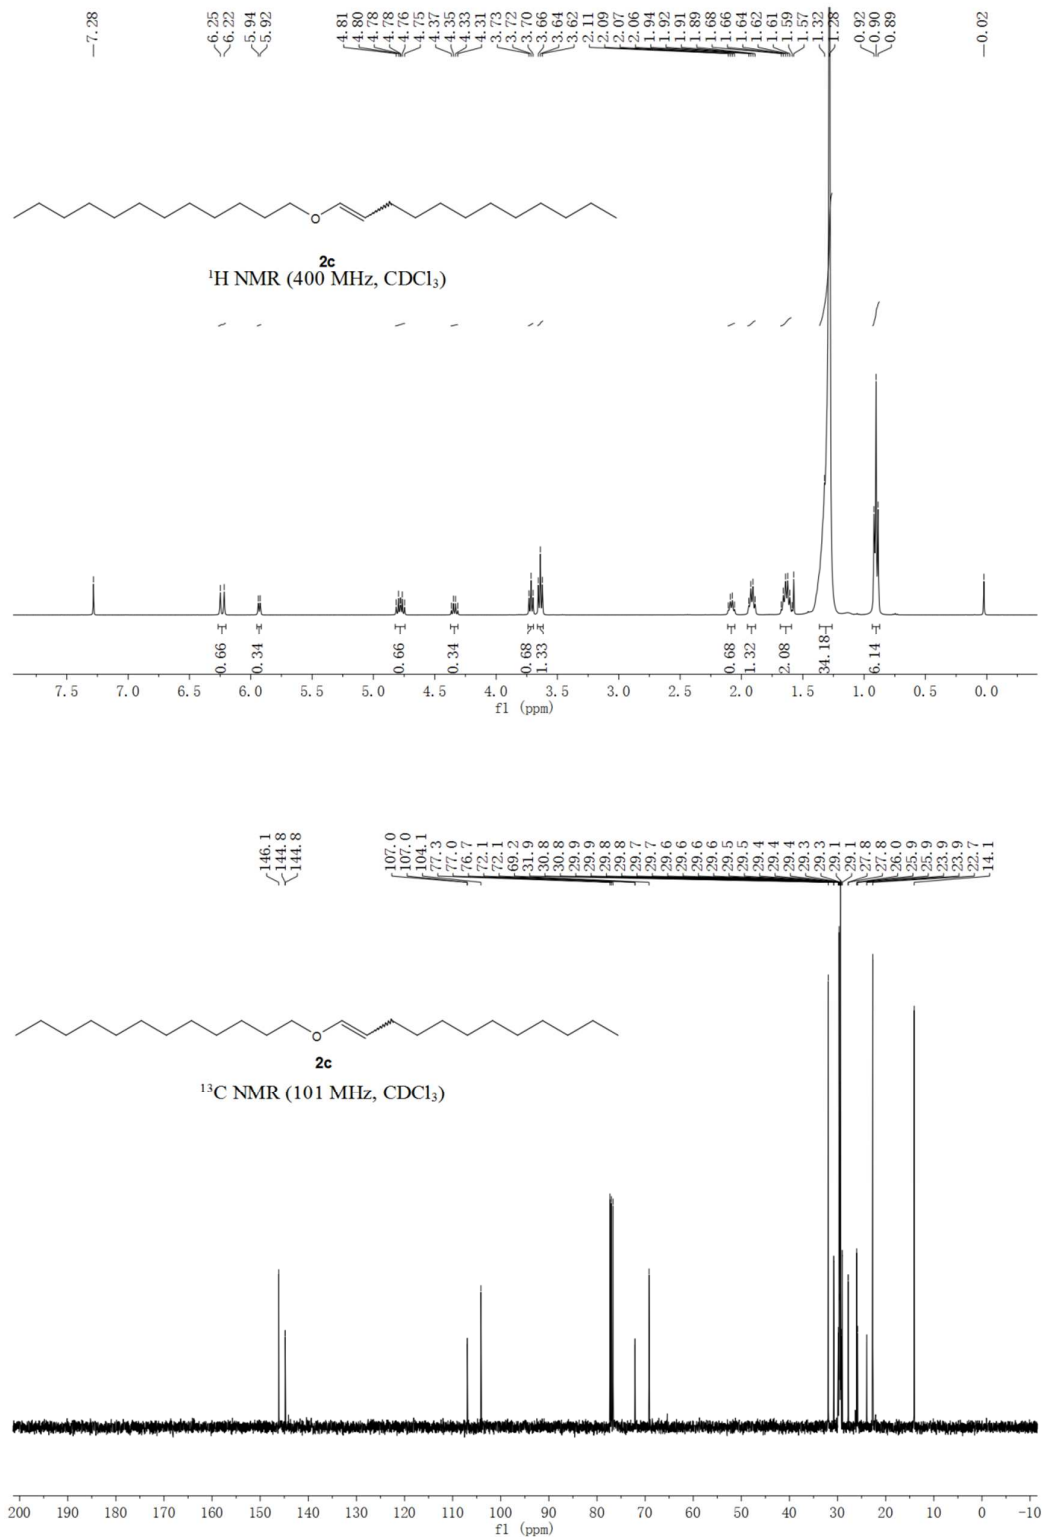 7.28 6.25 6.22 5.94 5.92 4.81 4.80 4.78 4.78 4.76 4.75 4.37 4.35 4.33 4.31 3.73 3.72 3.70 3.66 3.64 3.62 2.11 2.09 2.07 2.06 1.94 1.92 1.91 1.89 1.68 1.66 1.64 1.62 1.61 1.59 1.57 1.32 1.28 0.92 0.90 0.89 0.02
O
2c
¹H NMR (400 MHz, CDCl₃)
0.66 0.34 0.66 0.34 0.68 1.33 0.68 1.32 2.08 34.18 6.14
7.5 7.0 6.5 6.0 5.5 5.0 4.5 4.0 3.5 3.0 2.5 2.0 1.5 1.0 0.5 0.0
f1 (ppm)
146.1 144.8 144.8 107.0 107.0 104.1 77.3 77.0 76.7 72.1 72.1 69.2 31.9 30.8 30.8 29.9 29.9 29.8 29.8 29.7 29.7 29.6 29.6 29.6 29.6 29.5 29.5 29.4 29.4 29.4 29.3 29.3 29.1 29.1 27.8 27.8 26.0 25.9 25.9 23.9 23.9 22.7 14.1
O
2c
¹³C NMR (101 MHz, CDCl₃)
200 190 180 170 160 150 140 130 120 110 100 90 80 70 60 50 40 30 20 10 0 -10
f1 (ppm)